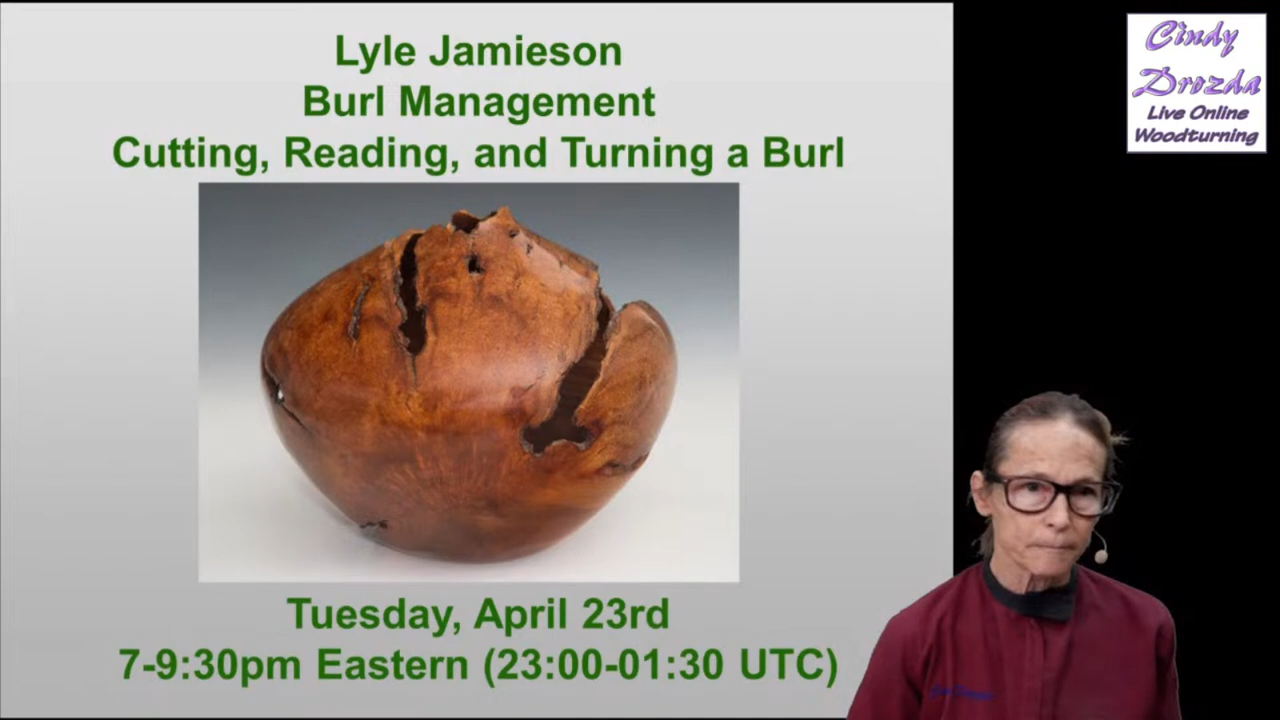 Lyle Jamieson
Burl Management
Cutting, Reading, and Turning a Burl
Tuesday, April 23rd
7-9:30pm Eastern (23:00-01:30 UTC)
Cindy
Drozda
Live Online
Woodturning